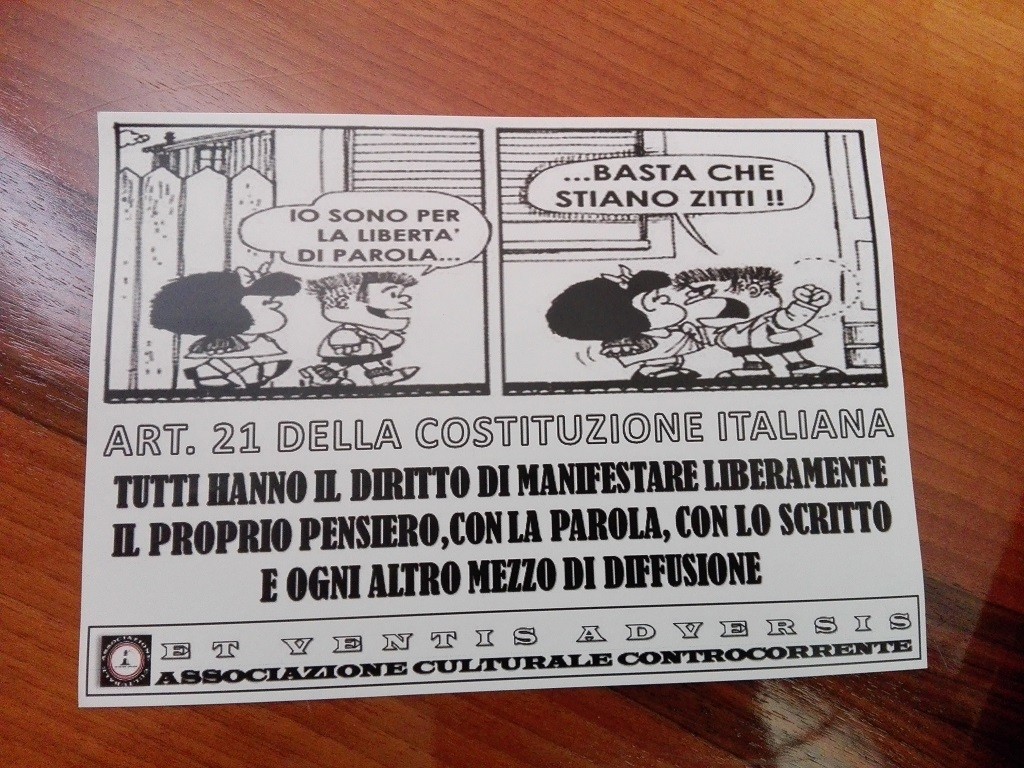 IO SONO PER
LA LIBERTA'
DI PAROLA...
...BASTA CHE
STIANO ZITTI !!
ART. 21 DELLA COSTITUZIONE ITALIANA
TUTTI HANNO IL DIRITTO DI MANIFESTARE LIBERAMENTE
IL PROPRIO PENSIERO, CON LA PAROLA, CON LO SCRITTO
E OGNI ALTRO MEZZO DI DIFFUSIONE
ET VENTIS ADVERSIS
ASSOCIAZIONE CULTURALE CONTROCORRENTE